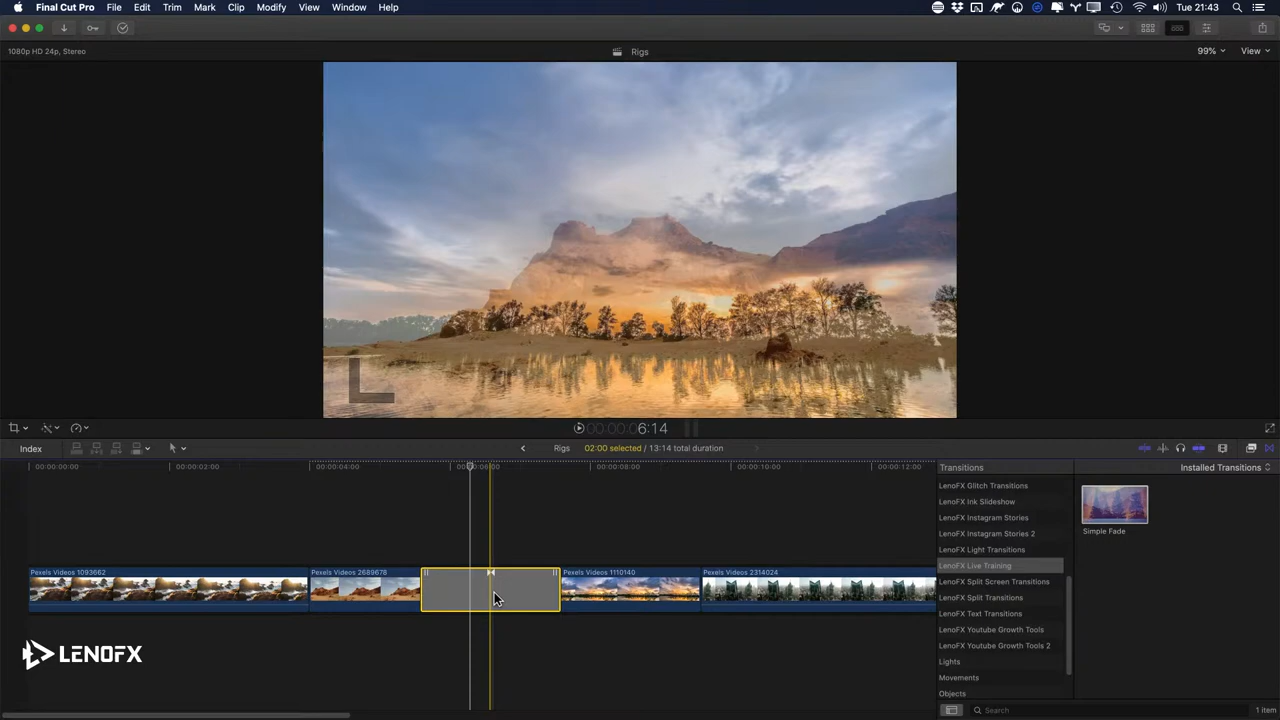 Final Cut Pro File Edit Trim Mark Clip Modify View Window Help
Tue 21:43
1080p HD 24p, Stereo
Rigs
99%
View
L
00:00:00:06:14
Index
Rigs
02:00 selected / 13:14 total duration
00:00:00:00
00:00:02:00
00:00:04:00
00:00:06:00
00:00:08:00
00:00:10:00
00:00:12:00
Transitions
Installed Transitions
LenoFX Glitch Transitions
LenoFX Ink Slideshow
LenoFX Instagram Stories
LenoFX Instagram Stories 2
LenoFX Light Transitions
LenoFX Live Training
LenoFX Split Screen Transitions
LenoFX Split Transitions
LenoFX Text Transitions
LenoFX Youtube Growth Tools
LenoFX Youtube Growth Tools 2
Lights
Movements
Objects
Simple Fade
Pexels Videos 1093662
Pexels Videos 2689678
Pexels Videos 1110140
Pexels Videos 2314024
LENOFX
Search
1 item